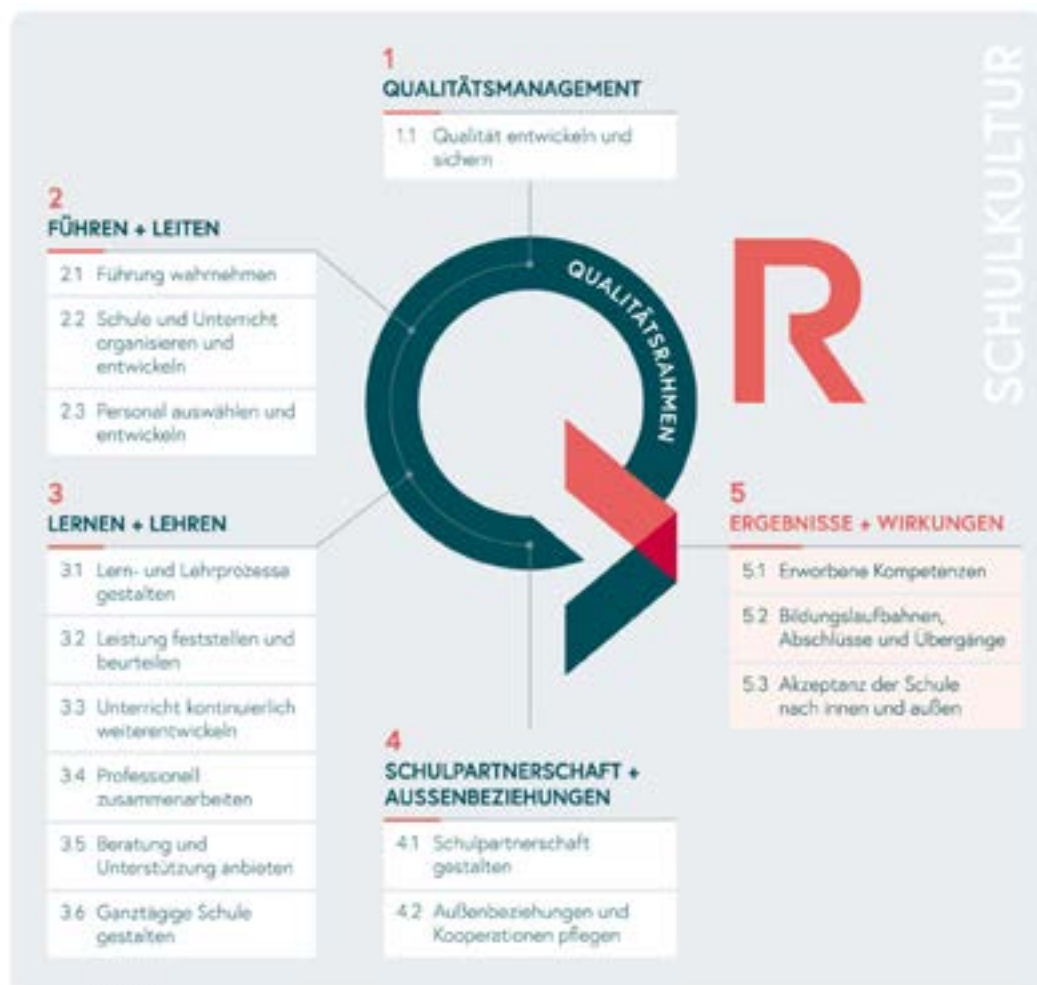 SCHULKULTUR
1
QUALITÄTSMANAGEMENT
1.1 Qualität entwickeln und
sichern
2
FÜHREN + LEITEN
2.1 Führung wahrnehmen
2.2 Schule und Unterricht
organisieren und
entwickeln
2.3 Personal auswählen und
entwickeln
3
LERNEN + LEHREN
3.1 Lern- und Lehrprozesse
gestalten
3.2 Leistung feststellen und
beurteilen
3.3 Unterricht kontinuierlich
weiterentwickeln
3.4 Professionell
zusammenarbeiten
3.5 Beratung und
Unterstützung anbieten
3.6 Ganztägige Schule
gestalten
QUALITÄTSRAHMEN
Q
R
4
SCHULPARTNERSCHAFT +
AUSSENBEZIEHUNGEN
4.1 Schulpartnerschaft
gestalten
4.2 Außenbeziehungen und
Kooperationen pflegen
5
ERGEBNISSE + WIRKUNGEN
5.1 Erworbene Kompetenzen
5.2 Bildungslaufbahnen,
Abschlüsse und Übergänge
5.3 Akzeptanz der Schule
nach innen und außen